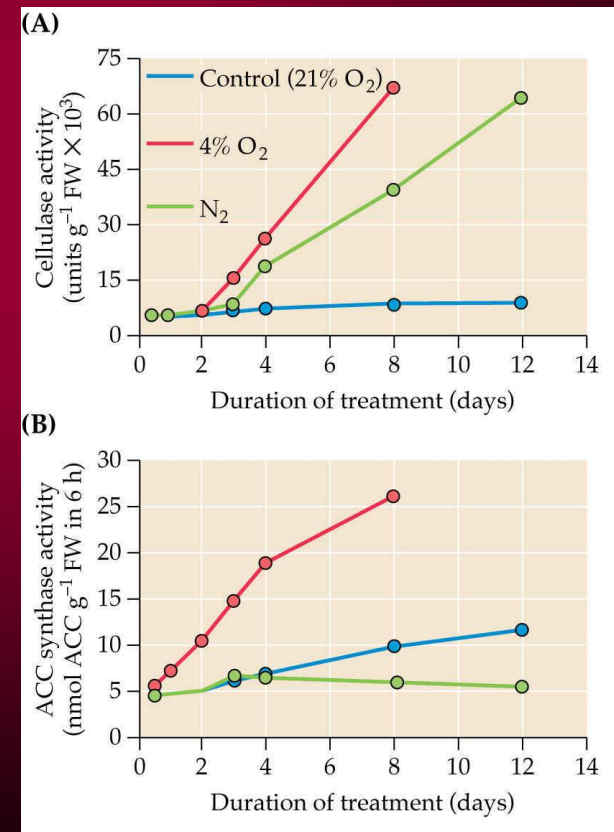 (A)
75
60
45
30
15
0
Cellulase activity
(units g⁻¹ FW × 10³)
Control (21% O₂)
4% O₂
N₂
0 2 4 6 8 10 12 14
Duration of treatment (days)
(B)
30
25
20
15
10
5
0
ACC synthase activity
(nmol ACC g⁻¹ FW in 6 h)
0 2 4 6 8 10 12 14
Duration of treatment (days)